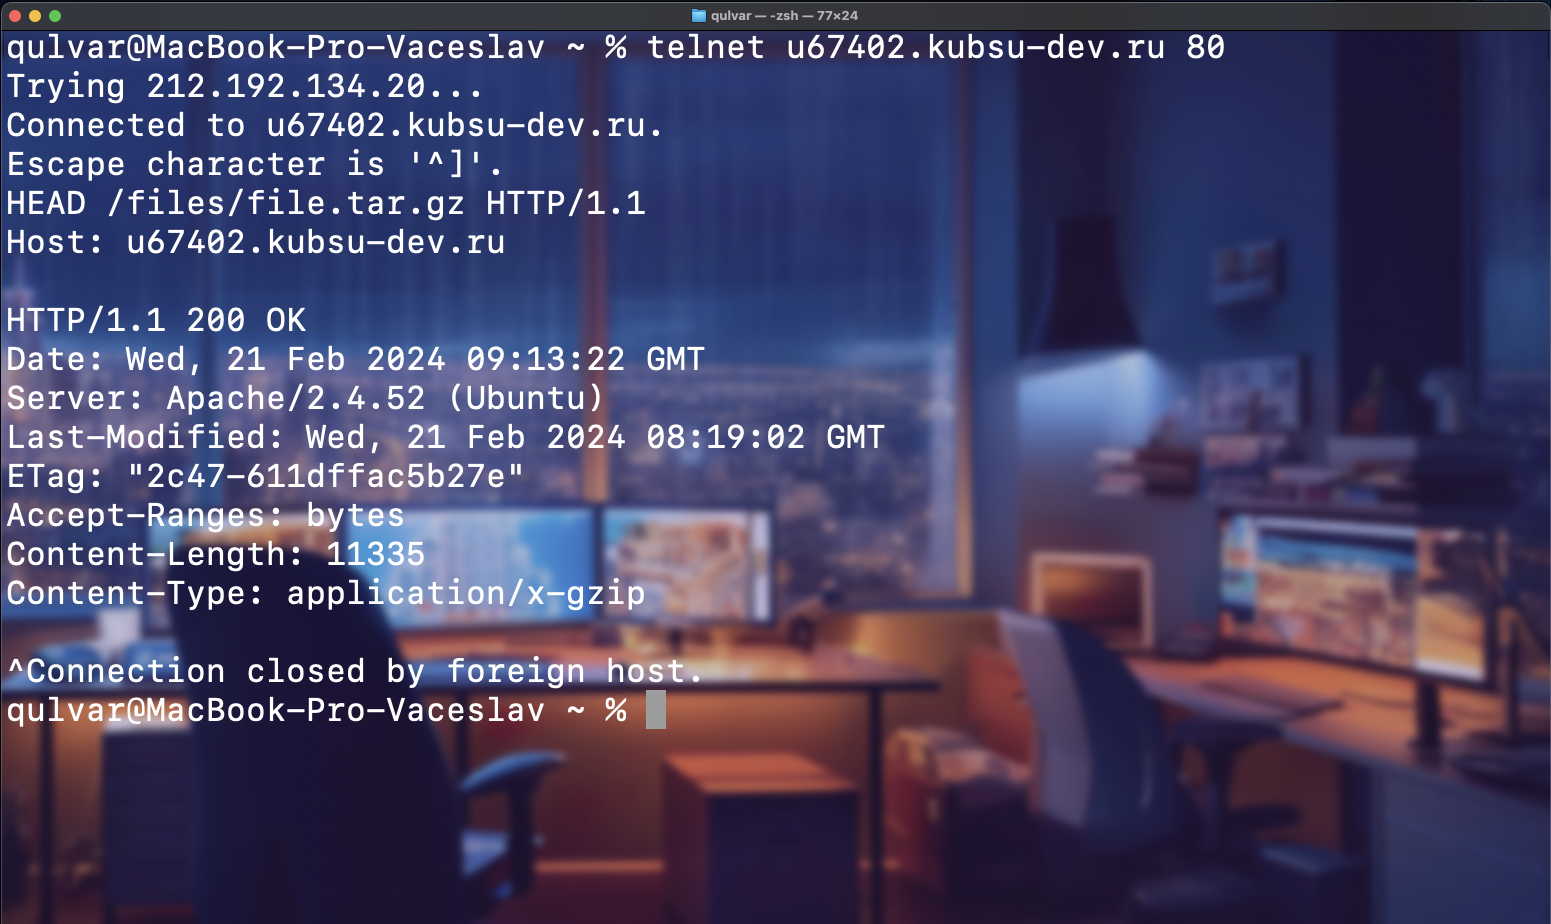 qulvar — -zsh — 77×24
qulvar@MacBook-Pro-Vaceslav ~ % telnet u67402.kubsu-dev.ru 80
Trying 212.192.134.20...
Connected to u67402.kubsu-dev.ru.
Escape character is '^]'.
HEAD /files/file.tar.gz HTTP/1.1
Host: u67402.kubsu-dev.ru
HTTP/1.1 200 OK
Date: Wed, 21 Feb 2024 09:13:22 GMT
Server: Apache/2.4.52 (Ubuntu)
Last-Modified: Wed, 21 Feb 2024 08:19:02 GMT
ETag: "2c47-611dffac5b27e"
Accept-Ranges: bytes
Content-Length: 11335
Content-Type: application/x-gzip
^Connection closed by foreign host.
qulvar@MacBook-Pro-Vaceslav ~ %